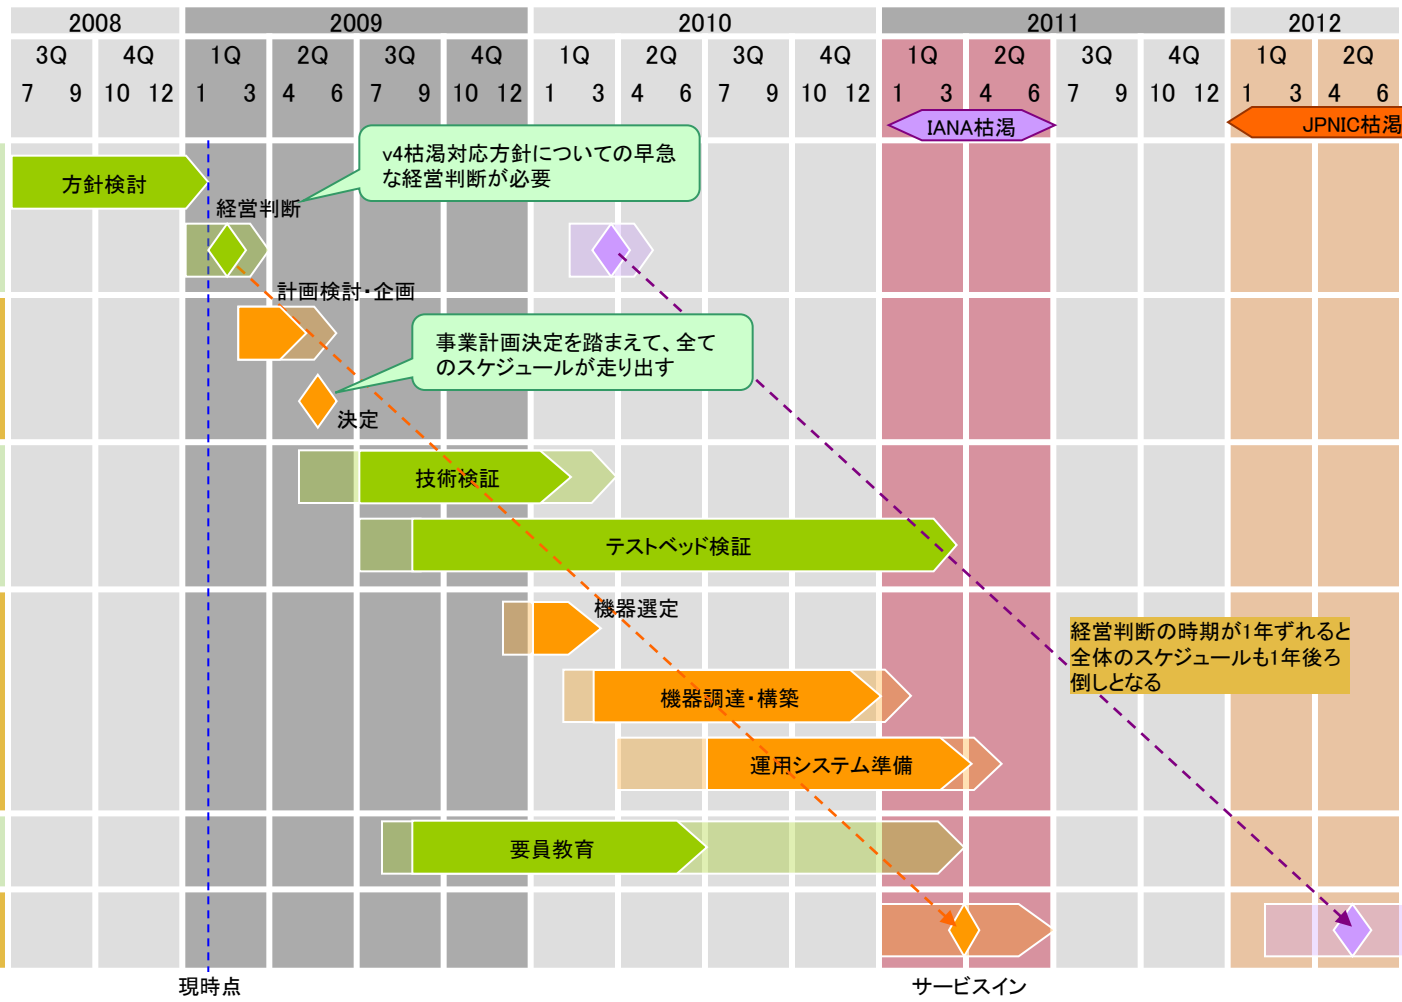 2008 2009 2010 2011 2012
3Q 4Q 1Q 2Q 3Q 4Q 1Q 2Q 3Q 4Q 1Q 2Q 3Q 4Q 1Q 2Q
7 9 10 12 1 3 4 6 7 9 10 12 1 3 4 6 7 9 10 12 1 3 4 6 7 9 10 12 1 3 4 6
IANA枯渇
JPNIC枯渇
v4枯渇対応方針についての早急
な経営判断が必要
方針検討
経営判断
計画検討・企画
事業計画決定を踏まえて、全て
のスケジュールが走り出す
決定
技術検証
テストベッド検証
機器選定
経営判断の時期が1年ずれると
全体のスケジュールも1年後ろ
倒しとなる
機器調達・構築
運用システム準備
要員教育
現時点
サービスイン